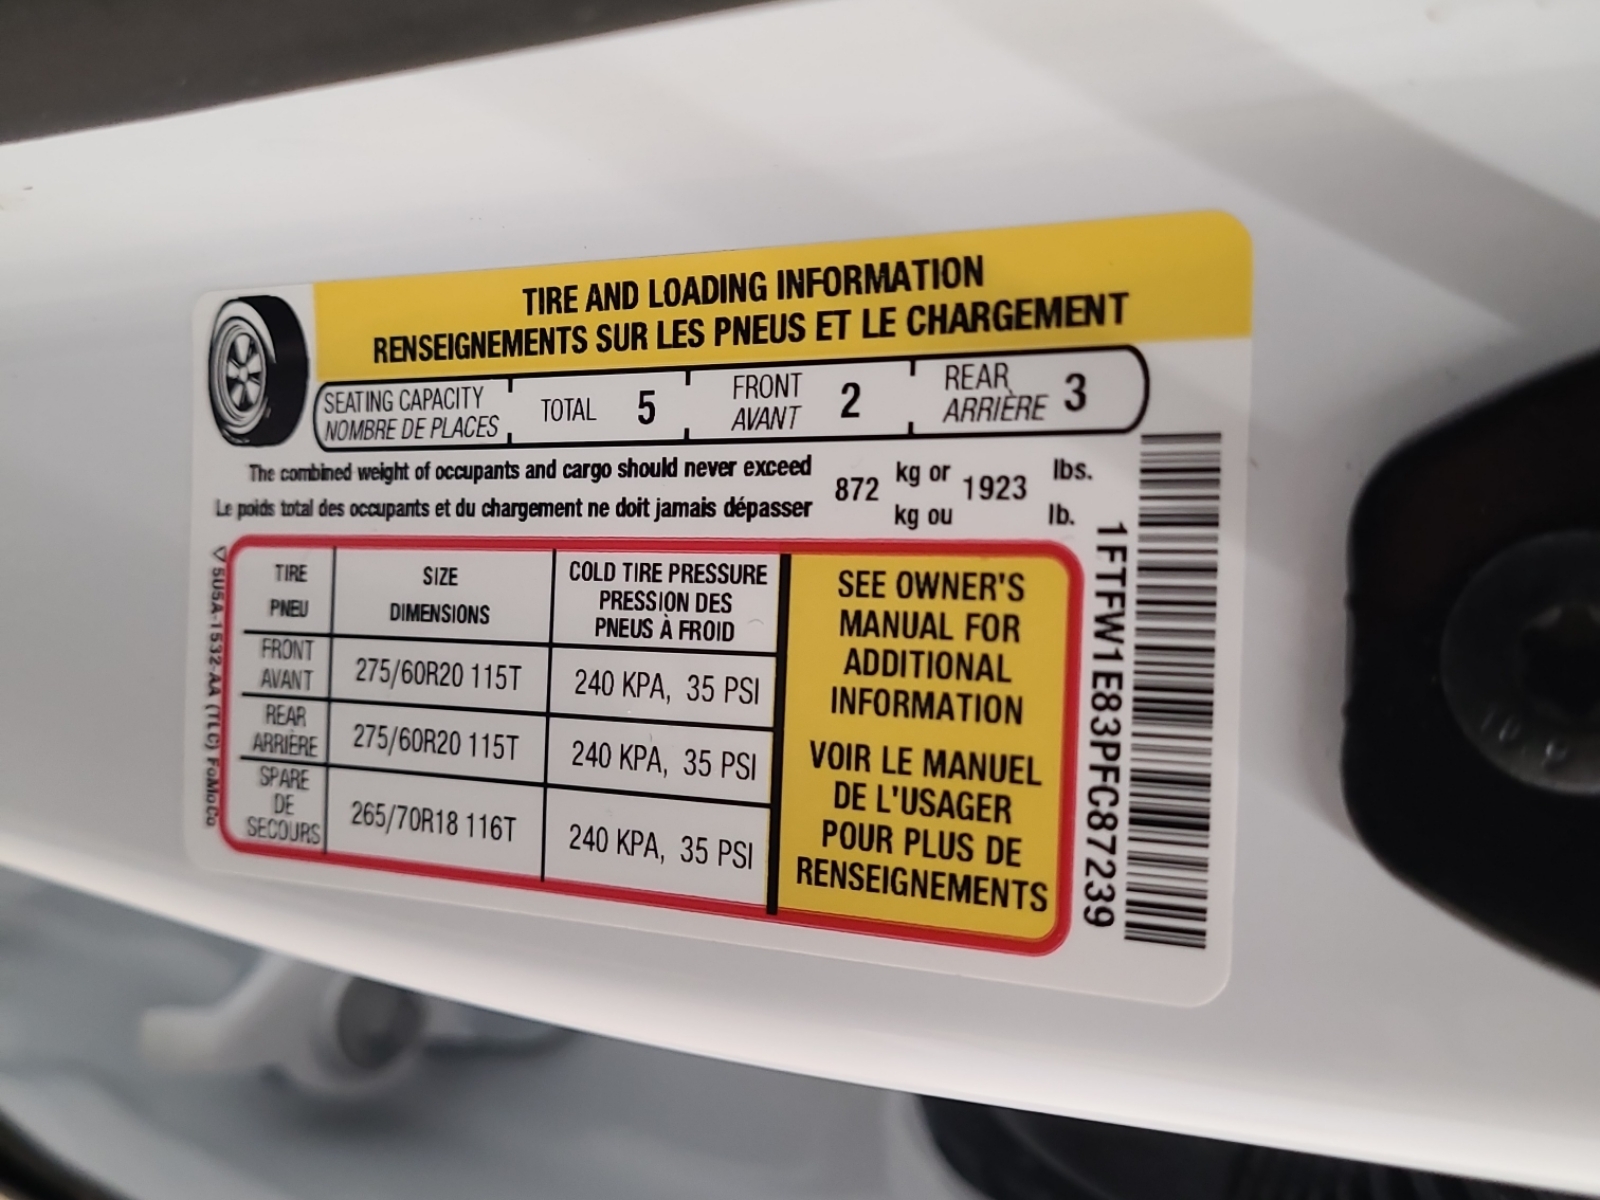 TIRE AND LOADING INFORMATION
RENSEIGNEMENTS SUR LES PNEUS ET LE CHARGEMENT
SEATING CAPACITY
NOMBRE DE PLACES
TOTAL 5
FRONT
AVANT
2
REAR
ARRIÈRE
3
The combined weight of occupants and cargo should never exceed
Le poids total des occupants et du chargement ne doit jamais dépasser
872
kg or
kg ou
1923
lbs.
lb.
TIRE
PNEU
SIZE
DIMENSIONS
COLD TIRE PRESSURE
PRESSION DES
PNEUS À FROID
FRONT
AVANT
275/60R20 115T
240 KPA, 35 PSI
REAR
ARRIÈRE
275/60R20 115T
240 KPA, 35 PSI
SPARE
DE
SECOURS
265/70R18 116T
240 KPA, 35 PSI
SEE OWNER'S
MANUAL FOR
ADDITIONAL
INFORMATION
VOIR LE MANUEL
DE L'USAGER
POUR PLUS DE
RENSEIGNEMENTS
1FTFW1E83PFC87239
5U5A-1532-AA (TLC) FoMoCo
10.9